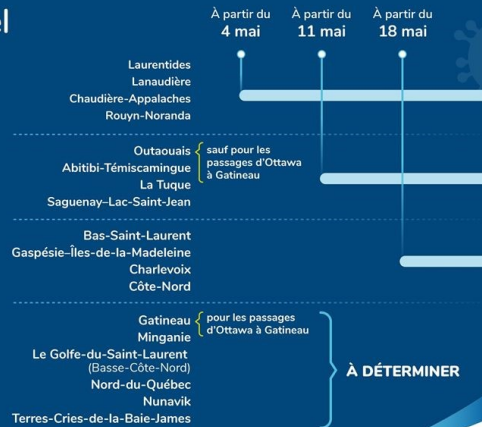 el
À partir du À partir du À partir du
4 mai 11 mai 18 mai
Laurentides
Lanaudière
Chaudière-Appalaches
Rouyn-Noranda
Outaouais
Abitibi-Témiscamingue
La Tuque
Saguenay–Lac-Saint-Jean
sauf pour les
passages d'Ottawa
à Gatineau
Bas-Saint-Laurent
Gaspésie–Îles-de-la-Madeleine
Charlevoix
Côte-Nord
Gatineau
Minganie
Le Golfe-du-Saint-Laurent
(Basse-Côte-Nord)
Nord-du-Québec
Nunavik
Terres-Cries-de-la-Baie-James
pour les passages
d'Ottawa à Gatineau
À DÉTERMINER